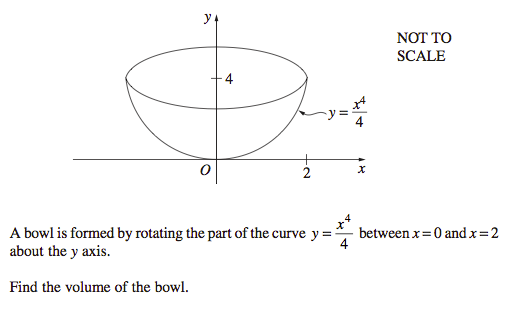 y
NOT TO
SCALE
4
y = x⁴/4
O
2
x
A bowl is formed by rotating the part of the curve y = x⁴/4 between x = 0 and x = 2
about the y axis.
Find the volume of the bowl.